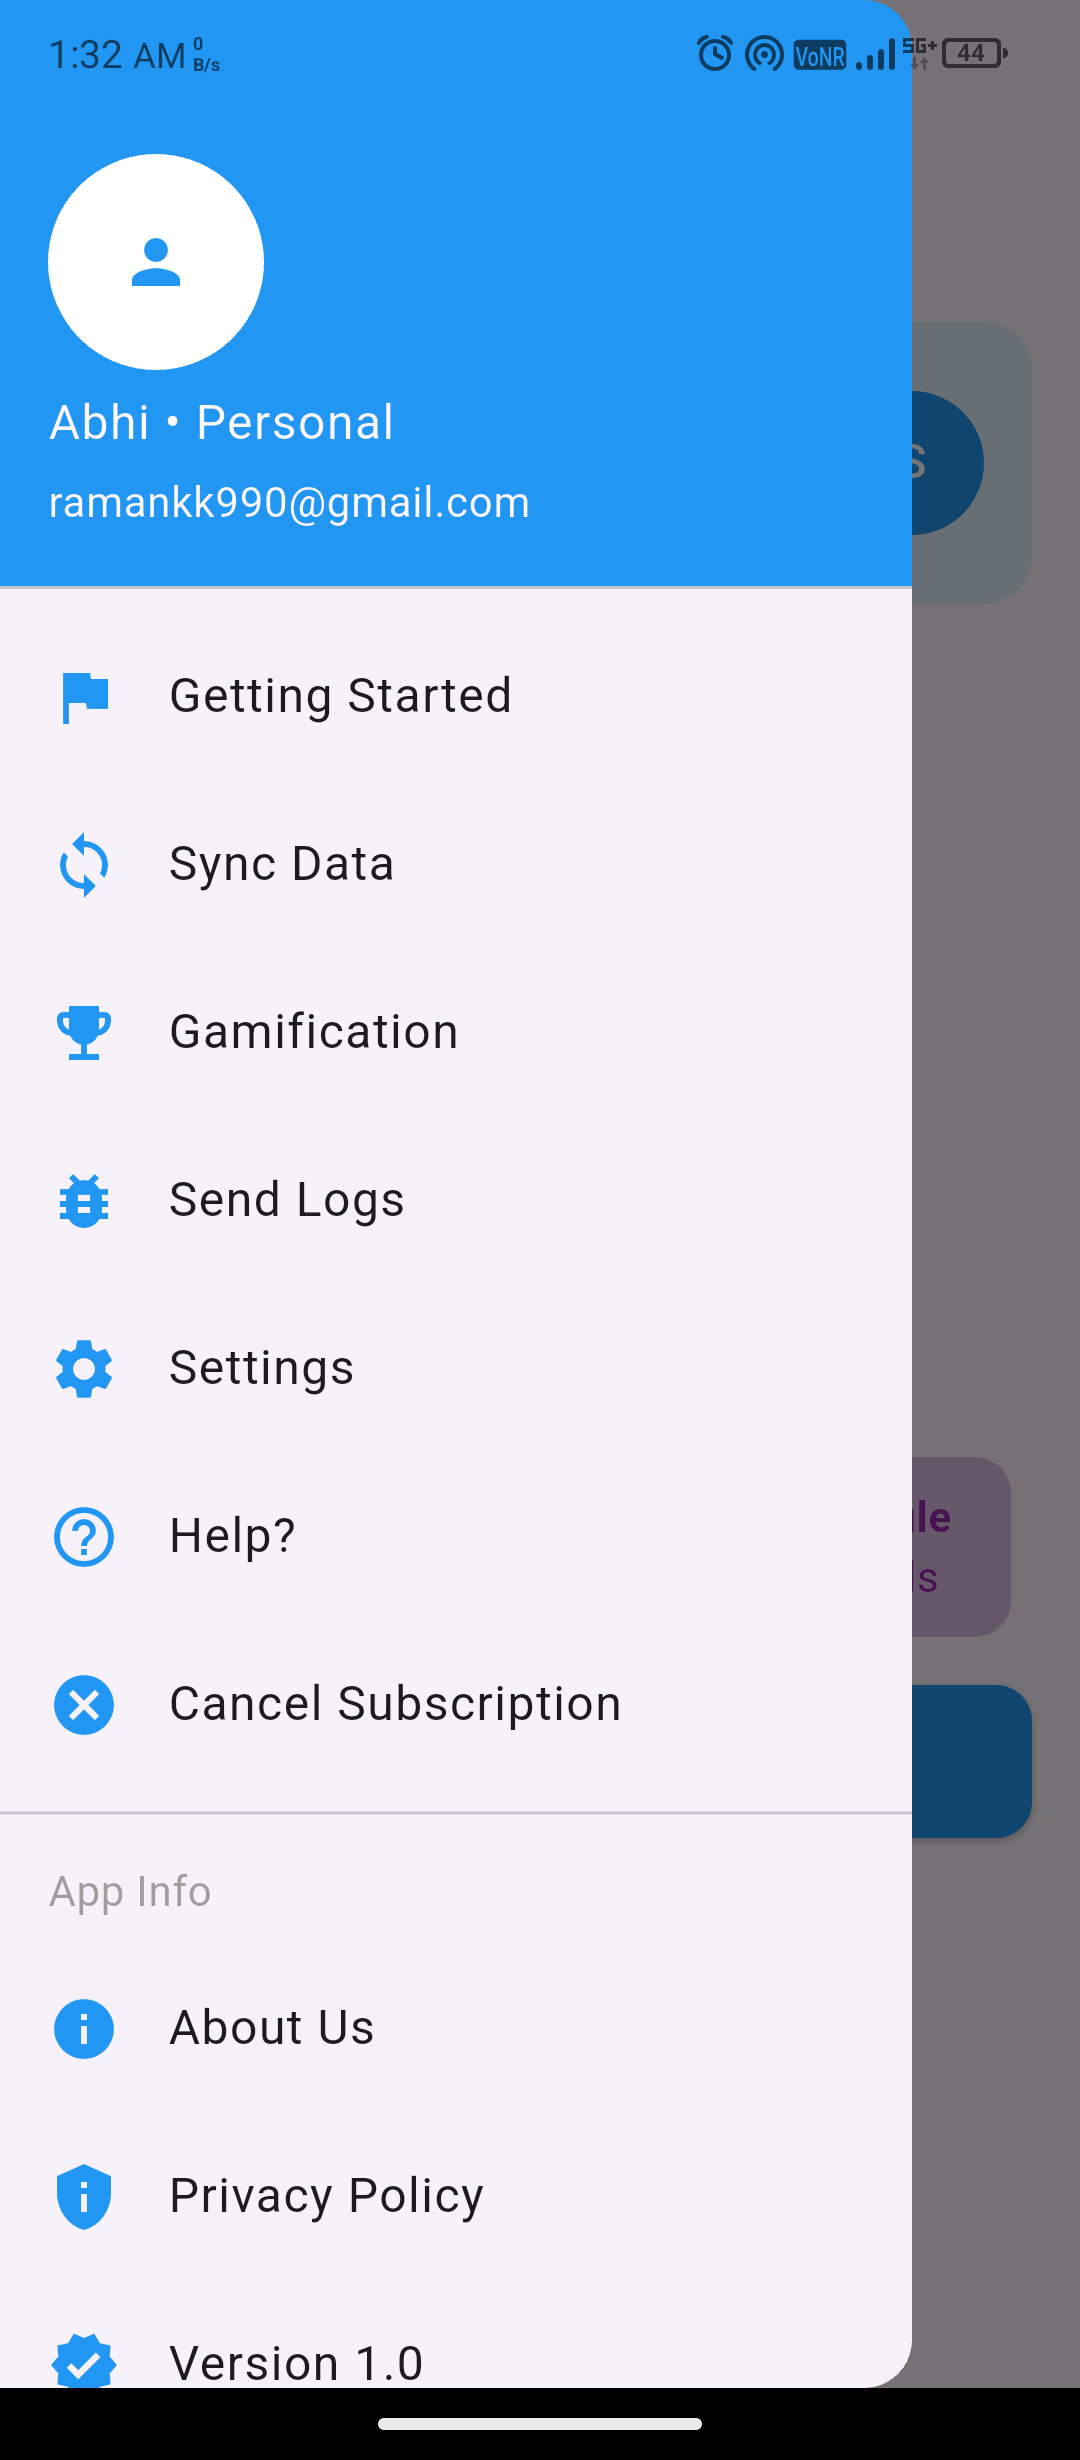 1:32 AM 0 B/s VoNR 5G+ 44
Abhi • Personal
ramankk990@gmail.com
Getting Started
Sync Data
Gamification
Send Logs
Settings
Help?
Cancel Subscription
App Info
About Us
Privacy Policy
Version 1.0